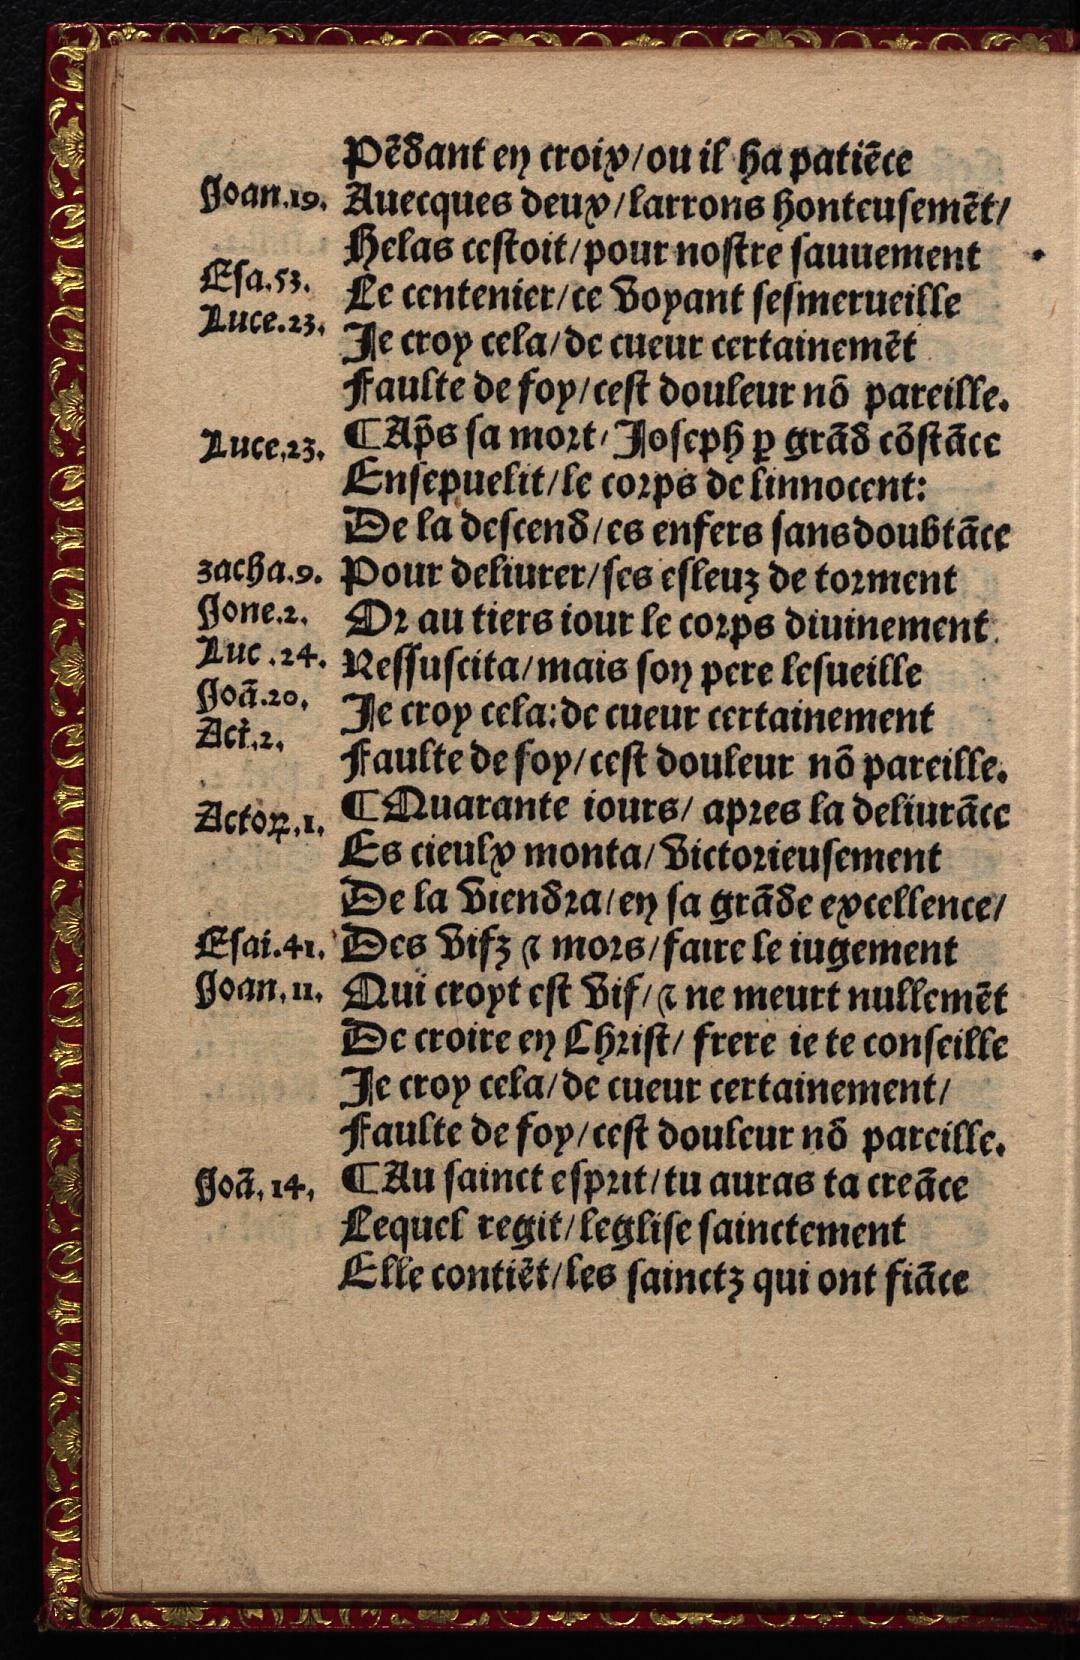 Pēdant en croix/ou il ha patiēce
Joan.19. Auecques deux/larrons honteusemēt/
Helas cestoit/pour nostre sauuement
Esa.53. Le centenier/ce voyant sesmerueille
Luce.23. Je croy cela/de cueur certainemēt
Faulte de foy/cest douleur nō pareille.
Luce.23. ¶Ap̄s sa mort/Joseph ꝑ grād cōstāce
Ensepuelit/le corps de linnocent:
De la descend/es enfers sans doubtāce
zacha.9. Pour deliurer/ses esleuz de torment
Jone.2. Or au tiers iour le corps diuinement.
Luc.24. Ressuscita/mais son pere lesueille
Joā.20. Je croy cela:de cueur certainement
Act.2. Faulte de foy/cest douleur nō pareille.
Actoꝝ.1. ¶Quarante iours/ apres la deliurāce
Es cieulx monta/victorieusement
De la viendra/en sa grāde excellence/
Esai.41. Des vifz ⁊ mors/faire le iugement
Joan.11. Qui croyt est vif/⁊ ne meurt nullemēt
De croire en Christ/ frere ie te conseille
Je croy cela/de cueur certainement/
Faulte de foy/cest douleur nō pareille.
Joā.14. ¶Au sainct esprit/tu auras ta creāce
Lequel regit/leglise sainctement
Elle contiēt/les sainctz qui ont fiāce